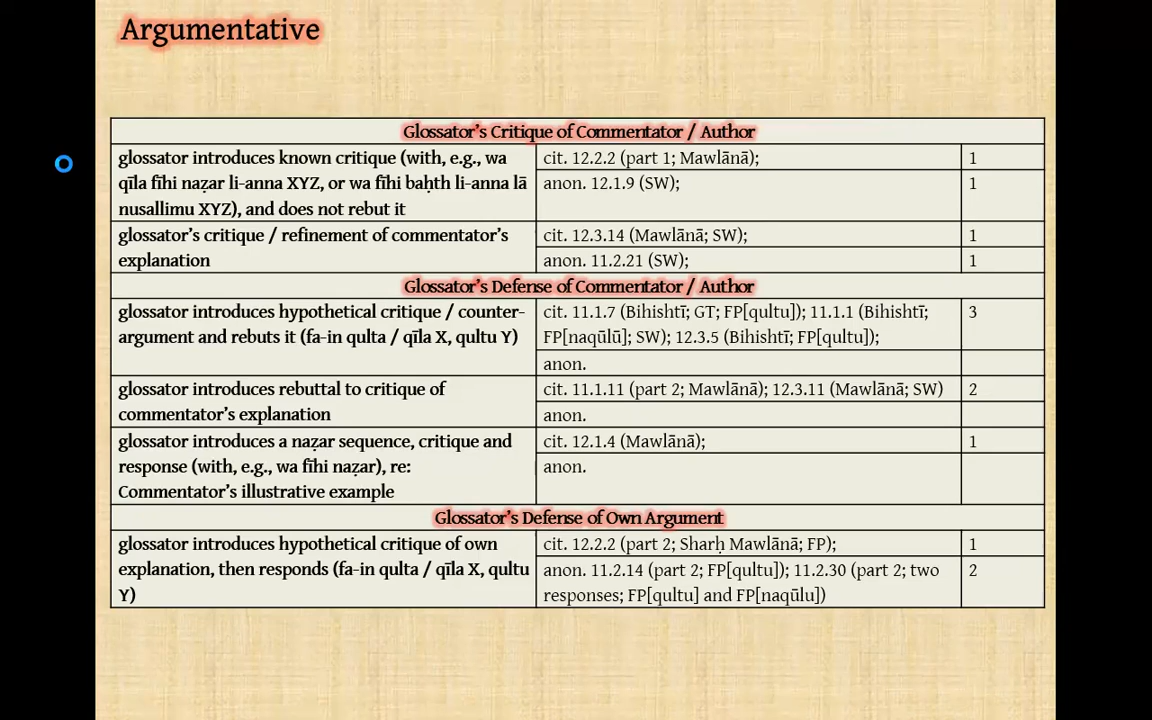 Argumentative
Glossator's Critique of Commentator / Author
glossator introduces known critique (with, e.g., wa
qīla fīhi naẓar li-anna XYZ, or wa fīhi baḥth li-anna lā
nusallimu XYZ), and does not rebut it
cit. 12.2.2 (part 1; Mawlānā);
1
anon. 12.1.9 (SW);
1
glossator's critique / refinement of commentator's
explanation
cit. 12.3.14 (Mawlānā; SW);
1
anon. 11.2.21 (SW);
1
Glossator's Defense of Commentator / Author
glossator introduces hypothetical critique / counter-
argument and rebuts it (fa-in qulta / qīla X, qultu Y)
cit. 11.1.7 (Bihishtī; GT; FP[qultu]); 11.1.1 (Bihishtī;
FP[naqūlū]; SW); 12.3.5 (Bihishtī; FP[qultu]);
3
anon.
glossator introduces rebuttal to critique of
commentator's explanation
cit. 11.1.11 (part 2; Mawlānā); 12.3.11 (Mawlānā; SW)
2
anon.
glossator introduces a naẓar sequence, critique and
response (with, e.g., wa fīhi naẓar), re:
Commentator's illustrative example
cit. 12.1.4 (Mawlānā);
1
anon.
Glossator's Defense of Own Argument
glossator introduces hypothetical critique of own
explanation, then responds (fa-in qulta / qīla X, qultu
Y)
cit. 12.2.2 (part 2; Sharḥ Mawlānā; FP);
1
anon. 11.2.14 (part 2; FP[qultu]); 11.2.30 (part 2; two
responses; FP[qultu] and FP[naqūlu])
2